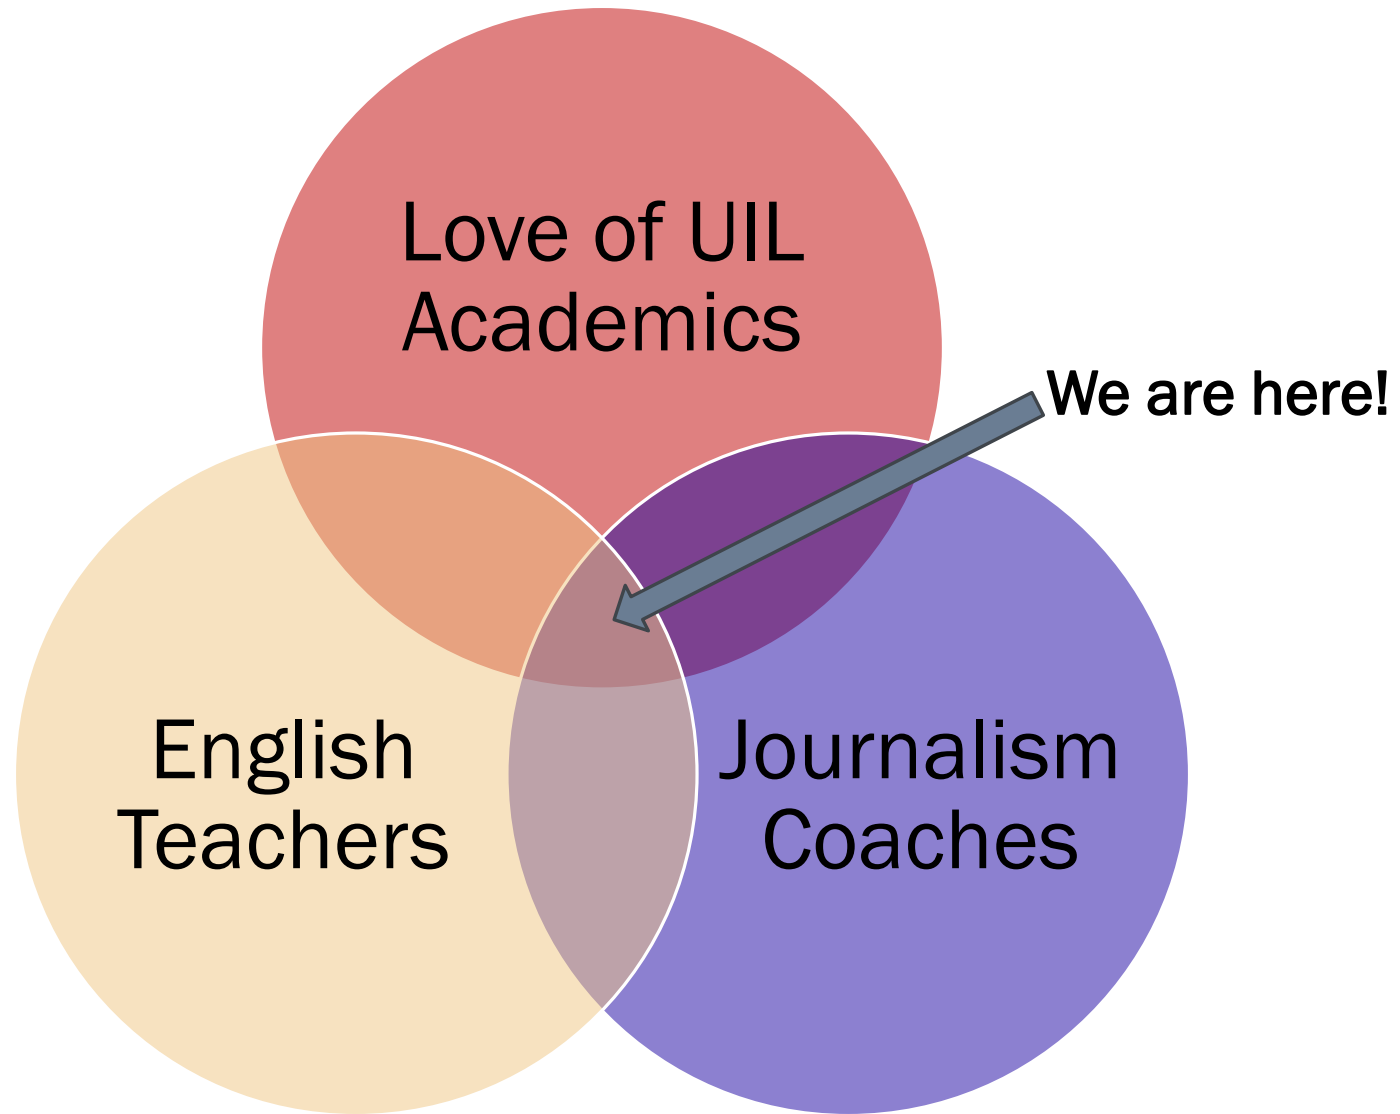 Love of UIL
Academics
We are here!
English
Teachers
Journalism
Coaches